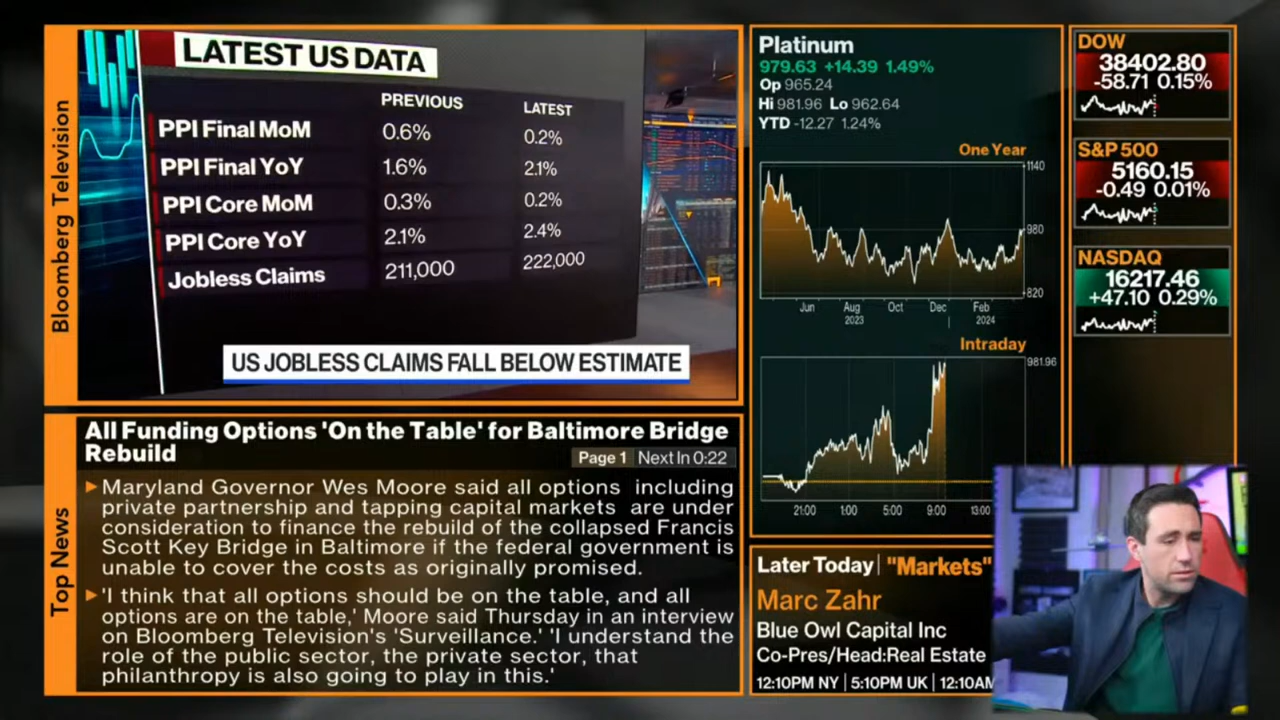 Bloomberg Television
LATEST US DATA
PREVIOUS LATEST
PPI Final MoM 0.6% 0.2%
PPI Final YoY 1.6% 2.1%
PPI Core MoM 0.3% 0.2%
PPI Core YoY 2.1% 2.4%
Jobless Claims 211,000 222,000
US JOBLESS CLAIMS FALL BELOW ESTIMATE
Top News
All Funding Options 'On the Table' for Baltimore Bridge
Rebuild
Page 1 Next In 0:22
Maryland Governor Wes Moore said all options including
private partnership and tapping capital markets are under
consideration to finance the rebuild of the collapsed Francis
Scott Key Bridge in Baltimore if the federal government is
unable to cover the costs as originally promised.
'I think that all options should be on the table, and all
options are on the table,' Moore said Thursday in an interview
on Bloomberg Television's 'Surveillance.' 'I understand the
role of the public sector, the private sector, that
philanthropy is also going to play in this.'
Platinum
979.63 +14.39 1.49%
Op 965.24
Hi 981.96 Lo 962.64
YTD -12.27 1.24%
One Year
1140
980
820
Jun Aug Oct Dec Feb
2023 2024
Intraday
981.96
21:00 1:00 5:00 9:00 13:00
Later Today | "Markets"
Marc Zahr
Blue Owl Capital Inc
Co-Pres/Head:Real Estate
12:10PM NY | 5:10PM UK | 12:10AM
DOW
38402.80
-58.71 0.15%
S&P 500
5160.15
-0.49 0.01%
NASDAQ
16217.46
+47.10 0.29%